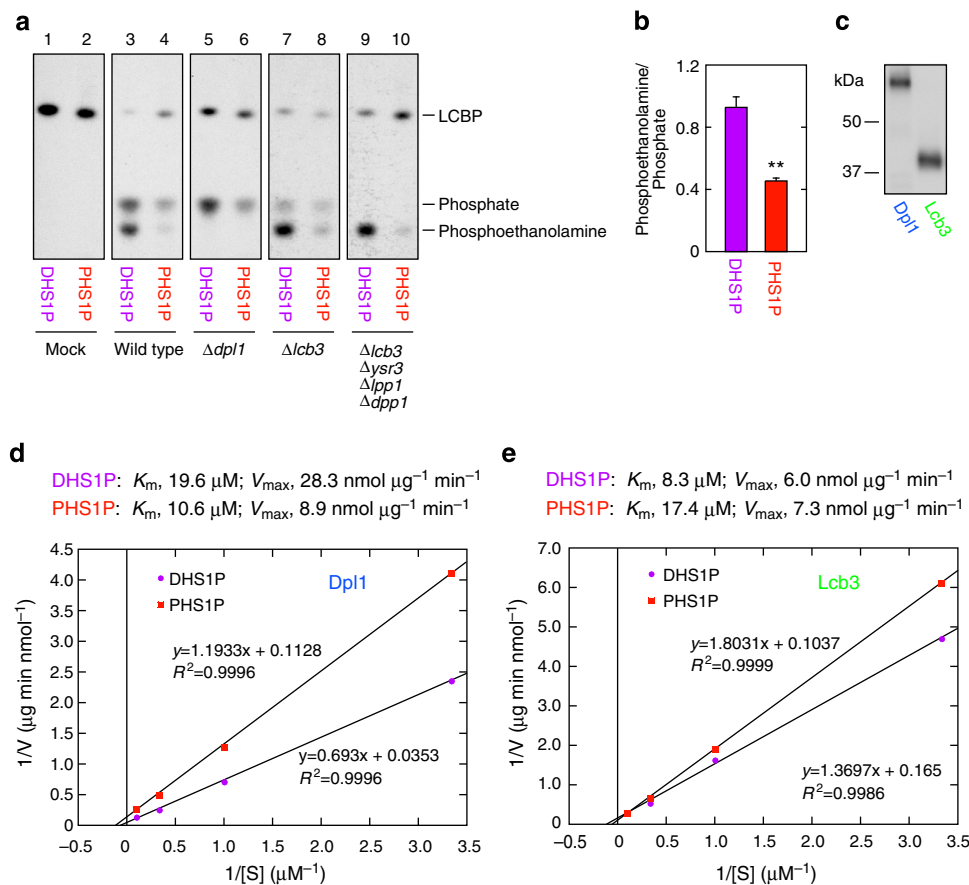 a
1 2 3 4 5 6 7 8 9 10
LCBP
Phosphate
Phosphoethanolamine
DHS1P PHS1P DHS1P PHS1P DHS1P PHS1P DHS1P PHS1P DHS1P PHS1P
Mock Wild type Δdpl1 Δlcb3 Δlcb3
Δysr3
Δlpp1
Δdpp1
b
Phosphoethanolamine/
Phosphate
1.2
0.8
0.4
0
**
DHS1P PHS1P
c
kDa
50
37
Dpl1 Lcb3
d
DHS1P: Km, 19.6 μM; Vmax, 28.3 nmol μg⁻¹ min⁻¹
PHS1P: Km, 10.6 μM; Vmax, 8.9 nmol μg⁻¹ min⁻¹
1/V (μg min nmol⁻¹)
4.5
4.0
3.5
3.0
2.5
2.0
1.5
1.0
0.5
0
DHS1P
PHS1P
Dpl1
y=1.1933x + 0.1128
R²=0.9996
y=0.693x + 0.0353
R²=0.9996
−0.5 0 0.5 1.0 1.5 2.0 2.5 3.0 3.5
1/[S] (μM⁻¹)
e
DHS1P: Km, 8.3 μM; Vmax, 6.0 nmol μg⁻¹ min⁻¹
PHS1P: Km, 17.4 μM; Vmax, 7.3 nmol μg⁻¹ min⁻¹
1/V (μg min nmol⁻¹)
7.0
6.0
5.0
4.0
3.0
2.0
1.0
0
DHS1P
PHS1P
Lcb3
y=1.8031x + 0.1037
R²=0.9999
y=1.3697x + 0.165
R²=0.9986
−0.5 0 0.5 1.0 1.5 2.0 2.5 3.0 3.5
1/[S] (μM⁻¹)